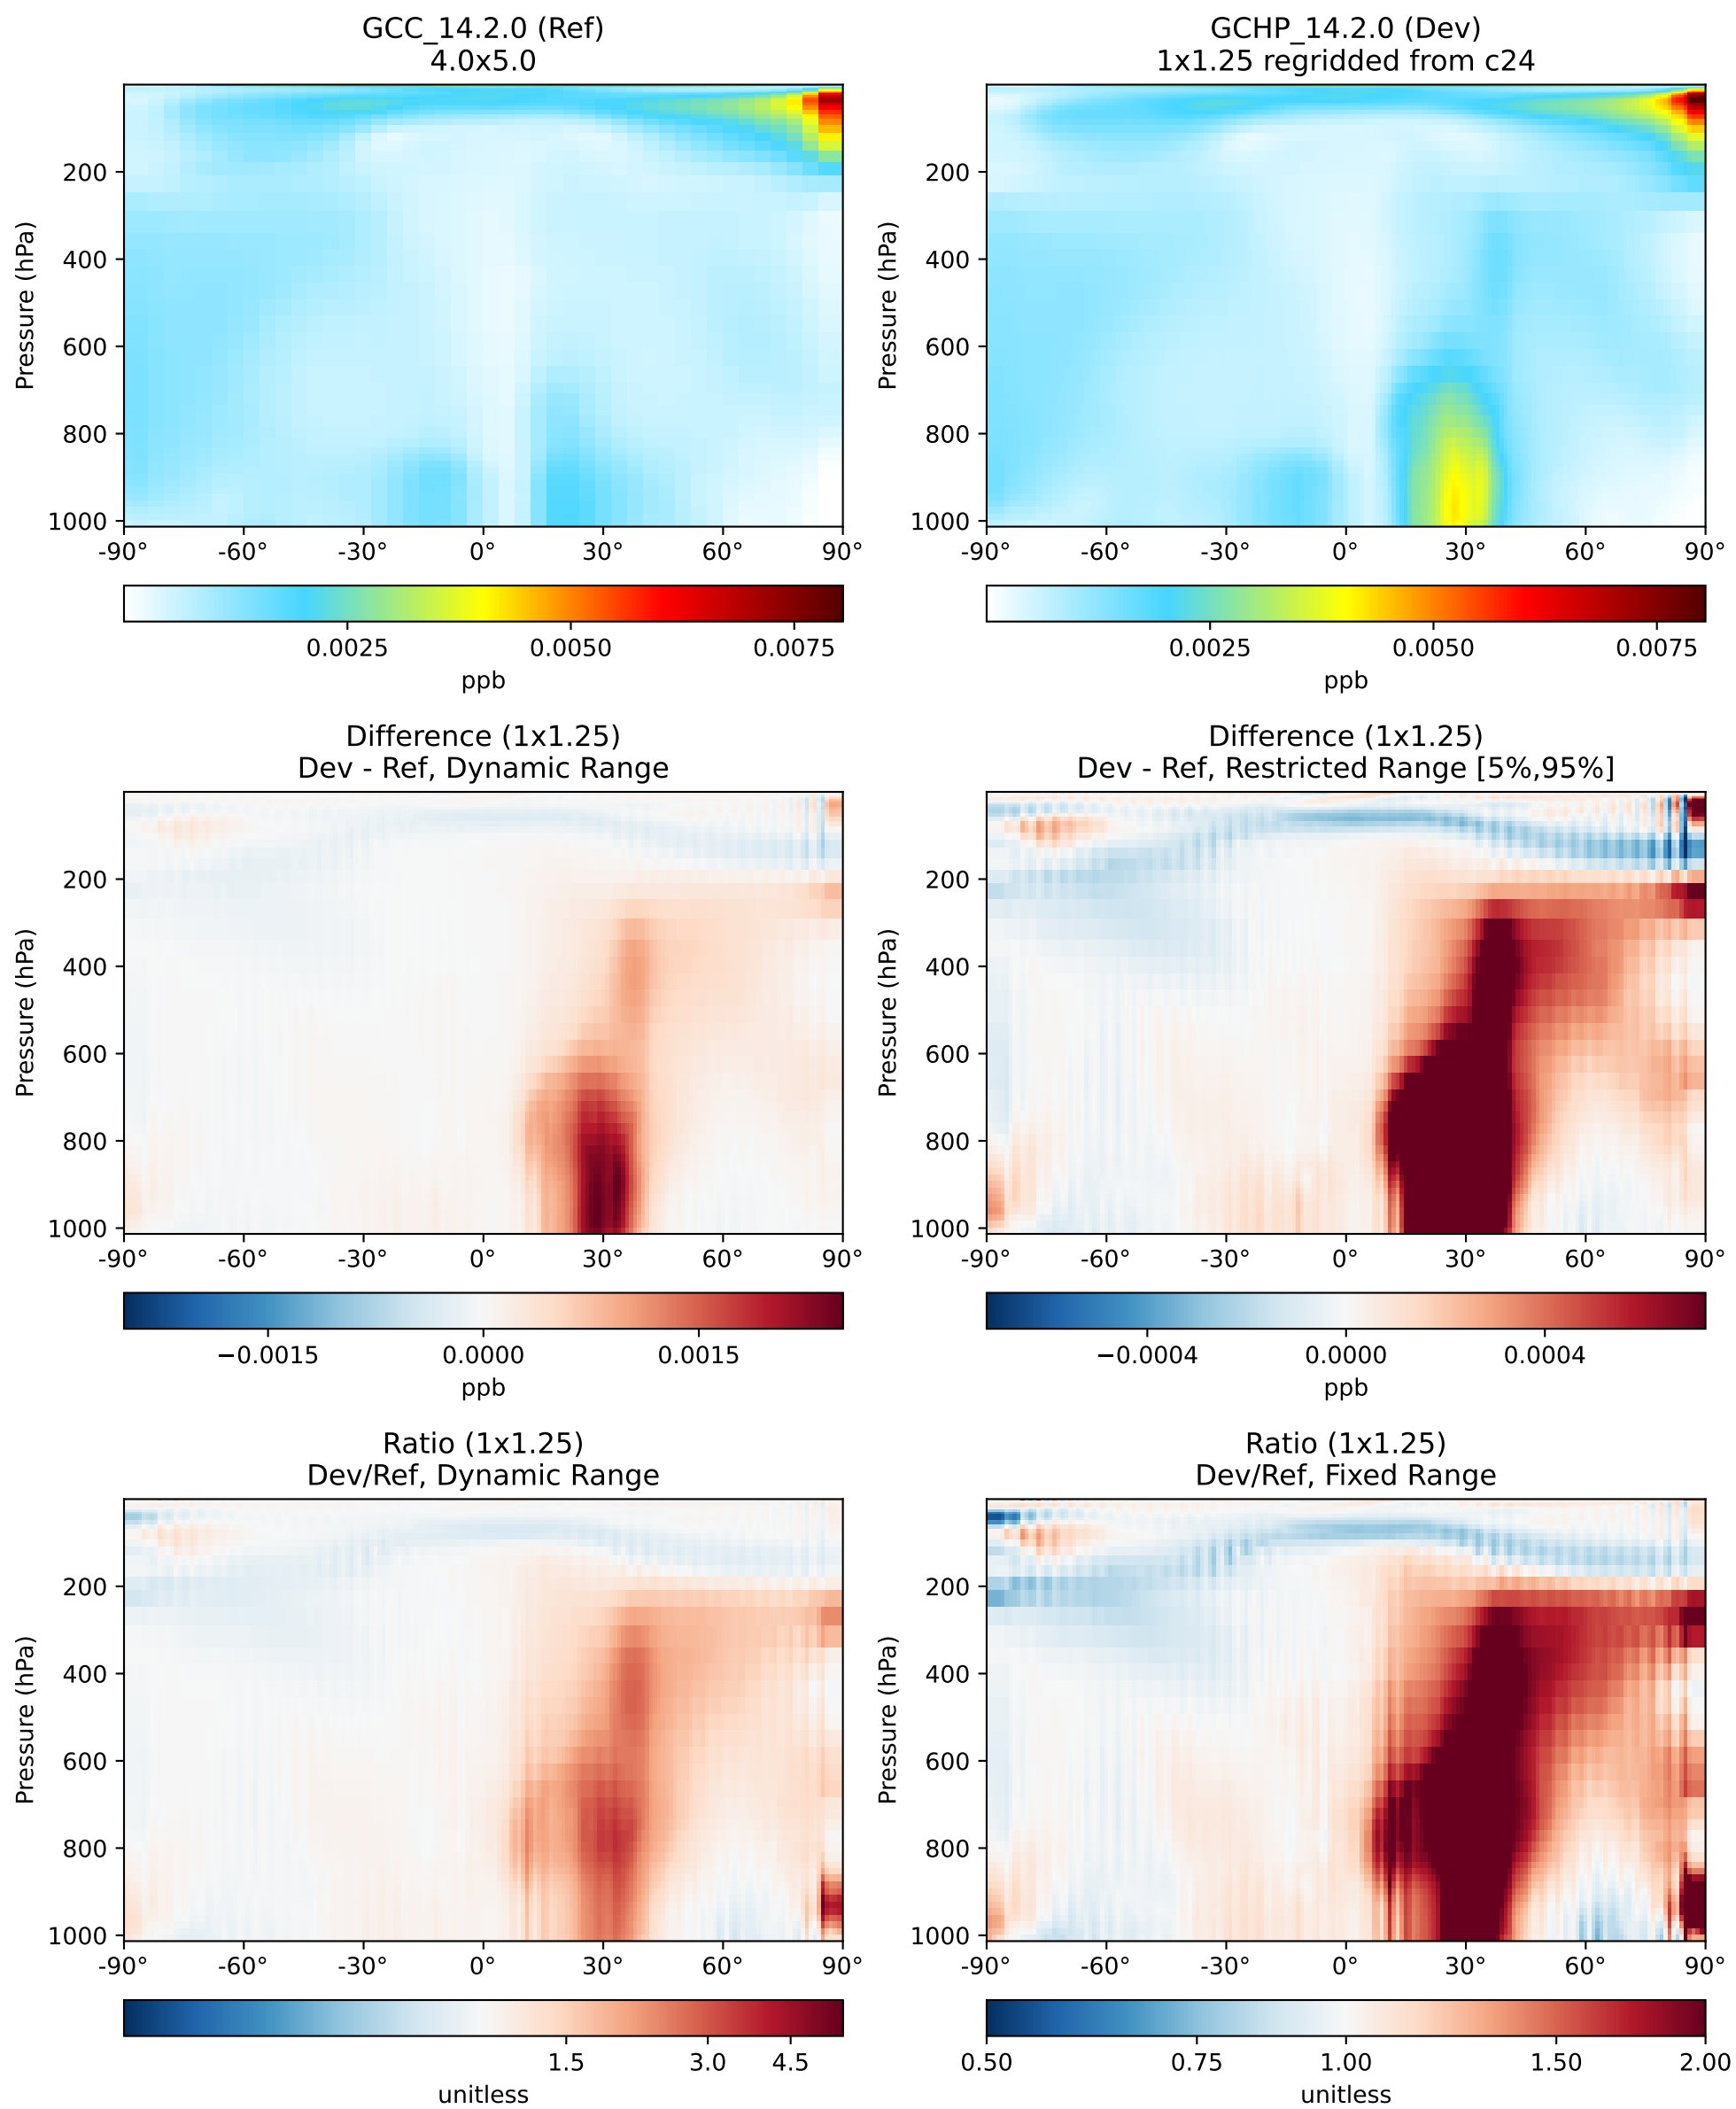 GCC_14.2.0 (Ref)
4.0x5.0
Pressure (hPa)
200
400
600
800
1000
-90° -60° -30° 0° 30° 60° 90°
0.0025 0.0050 0.0075
ppb
GCHP_14.2.0 (Dev)
1x1.25 regridded from c24
Pressure (hPa)
200
400
600
800
1000
-90° -60° -30° 0° 30° 60° 90°
0.0025 0.0050 0.0075
ppb
Difference (1x1.25)
Dev - Ref, Dynamic Range
Pressure (hPa)
200
400
600
800
1000
-90° -60° -30° 0° 30° 60° 90°
−0.0015 0.0000 0.0015
ppb
Difference (1x1.25)
Dev - Ref, Restricted Range [5%,95%]
Pressure (hPa)
200
400
600
800
1000
-90° -60° -30° 0° 30° 60° 90°
−0.0004 0.0000 0.0004
ppb
Ratio (1x1.25)
Dev/Ref, Dynamic Range
Pressure (hPa)
200
400
600
800
1000
-90° -60° -30° 0° 30° 60° 90°
1.5 3.0 4.5
unitless
Ratio (1x1.25)
Dev/Ref, Fixed Range
Pressure (hPa)
200
400
600
800
1000
-90° -60° -30° 0° 30° 60° 90°
0.50 0.75 1.00 1.50 2.00
unitless